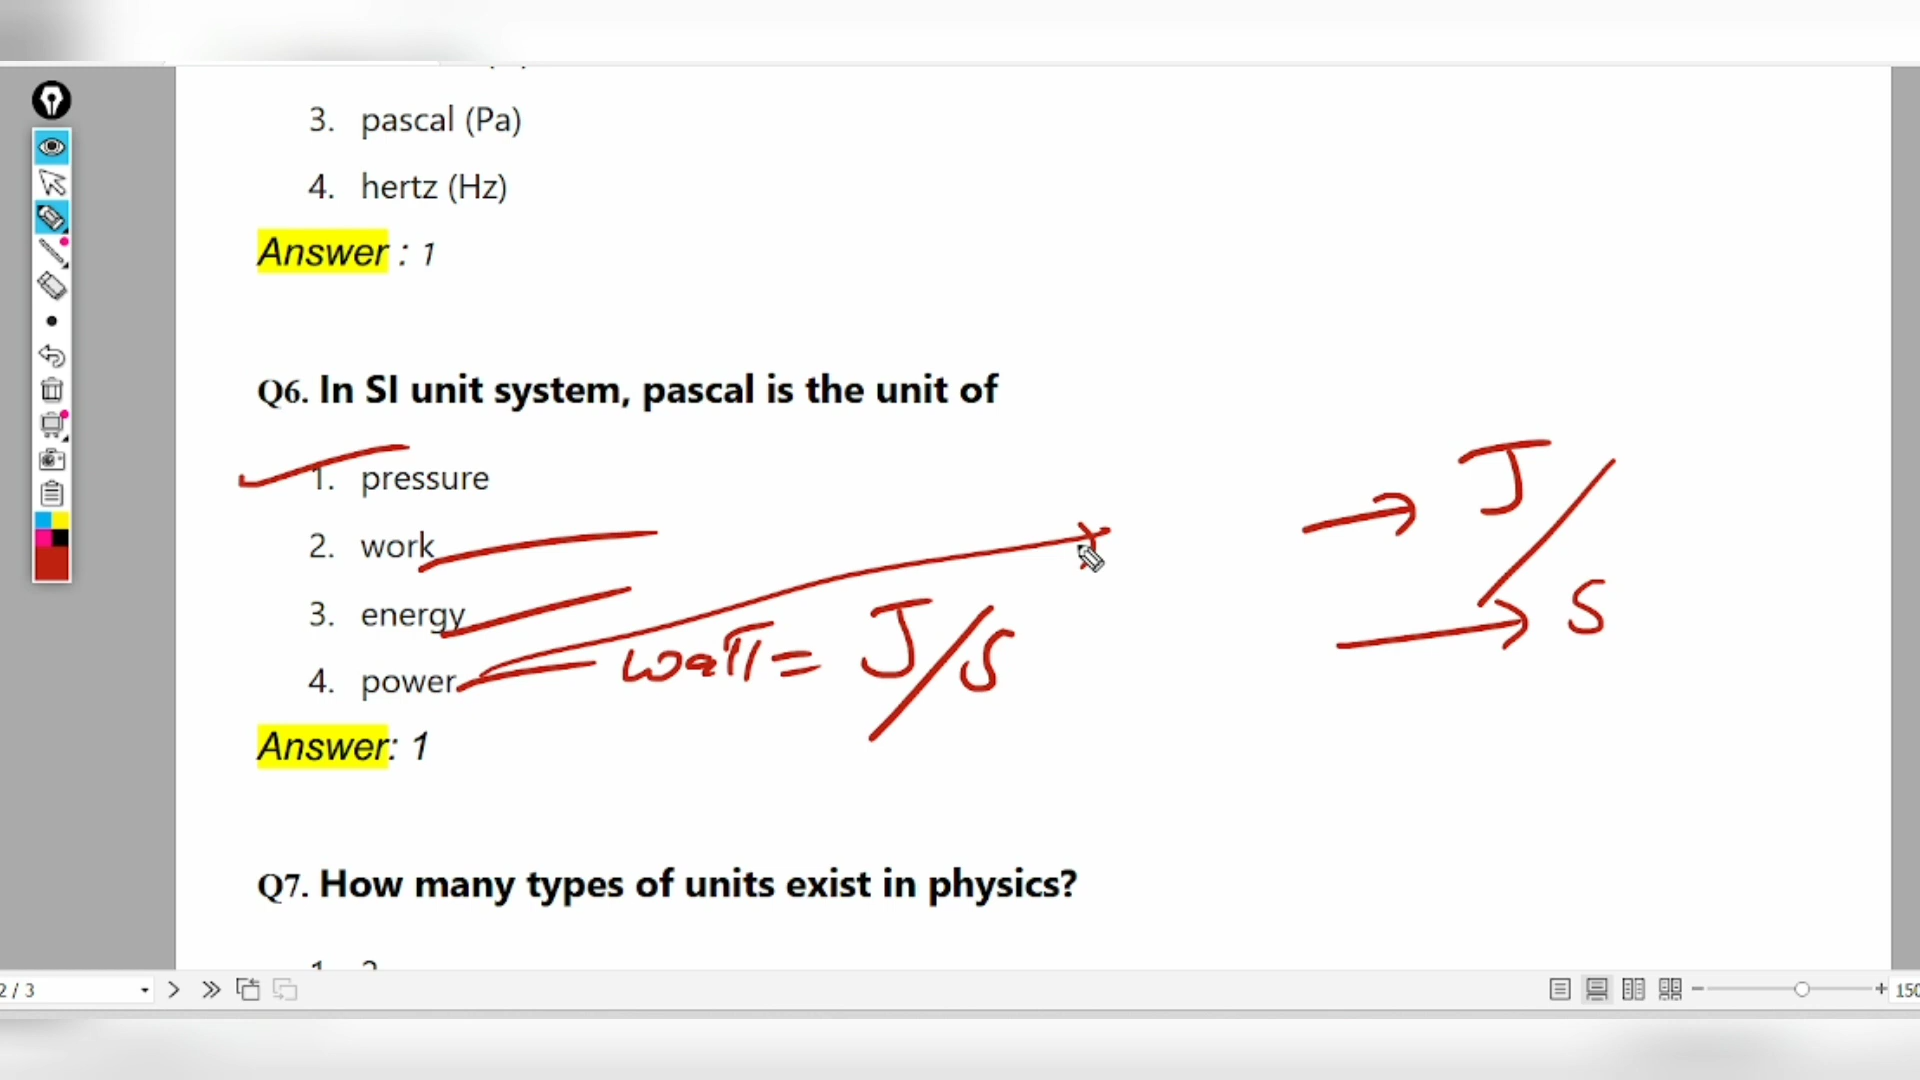 3. pascal (Pa)
4. hertz (Hz)
Answer : 1
Q6. In SI unit system, pascal is the unit of
1. pressure
2. work
3. energy
4. power
watt = J/s
J/s
Answer: 1
Q7. How many types of units exist in physics?
2 / 3
150